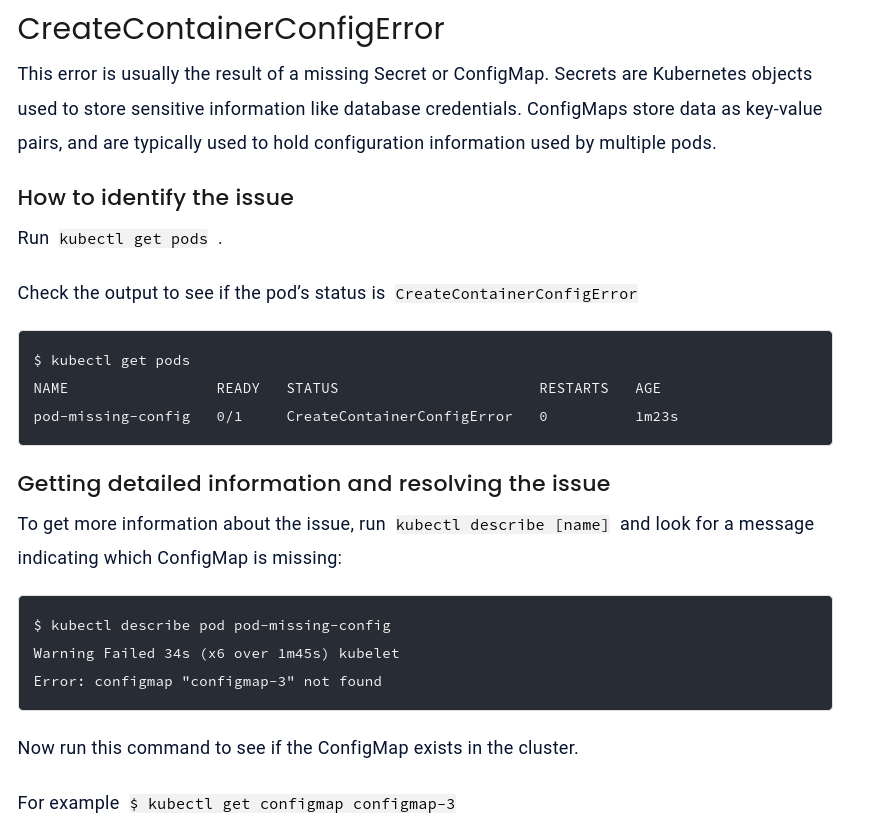 CreateContainerConfigError
This error is usually the result of a missing Secret or ConfigMap. Secrets are Kubernetes objects
used to store sensitive information like database credentials. ConfigMaps store data as key-value
pairs, and are typically used to hold configuration information used by multiple pods.
How to identify the issue
Run kubectl get pods .
Check the output to see if the pod’s status is CreateContainerConfigError
$ kubectl get pods
NAME READY STATUS RESTARTS AGE
pod-missing-config 0/1 CreateContainerConfigError 0 1m23s
Getting detailed information and resolving the issue
To get more information about the issue, run kubectl describe [name] and look for a message
indicating which ConfigMap is missing:
$ kubectl describe pod pod-missing-config
Warning Failed 34s (x6 over 1m45s) kubelet
Error: configmap "configmap-3" not found
Now run this command to see if the ConfigMap exists in the cluster.
For example $ kubectl get configmap configmap-3